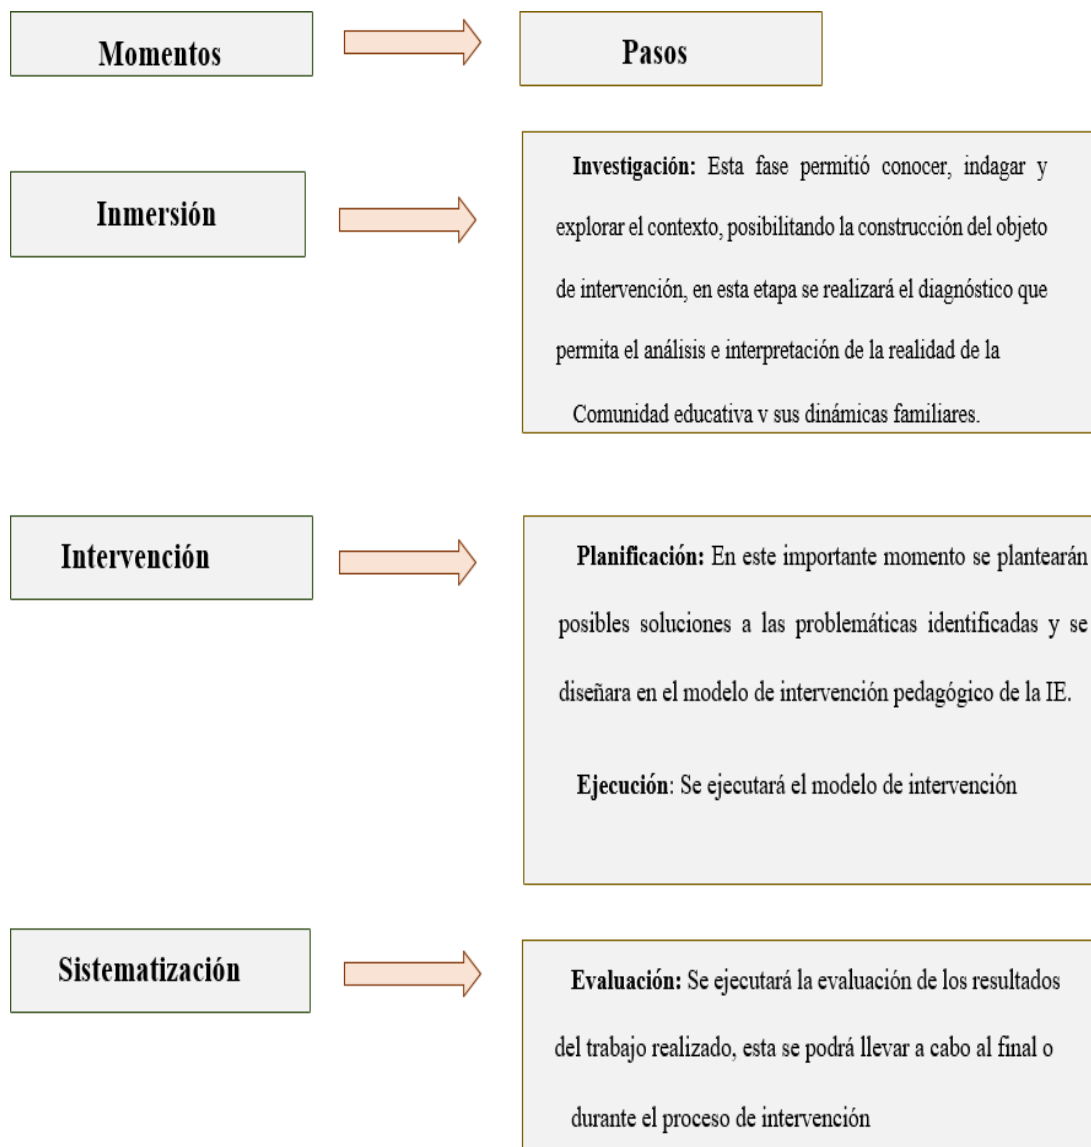 Momentos
Pasos
Inmersión
Investigación: Esta fase permitió conocer, indagar y
explorar el contexto, posibilitando la construcción del objeto
de intervención, en esta etapa se realizará el diagnóstico que
permita el análisis e interpretación de la realidad de la
Comunidad educativa y sus dinámicas familiares.
Intervención
Planificación: En este importante momento se plantearán
posibles soluciones a las problemáticas identificadas y se
diseñara en el modelo de intervención pedagógico de la IE.
Ejecución: Se ejecutará el modelo de intervención
Sistematización
Evaluación: Se ejecutará la evaluación de los resultados
del trabajo realizado, esta se podrá llevar a cabo al final o
durante el proceso de intervención